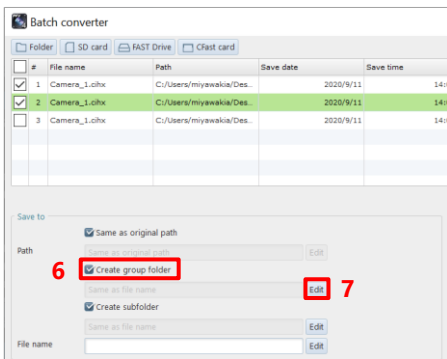 Batch converter
Folder SD card FAST Drive CFast card
# File name Path Save date Save time
1 Camera_1.cihx C:/Users/miyawakia/Des.. 2020/9/11 14:
2 Camera_1.cihx C:/Users/miyawakia/Des.. 2020/9/11 14:
3 Camera_1.cihx C:/Users/miyawakia/Des.. 2020/9/11 14:
Save to
Same as original path
Path Same as original path Edit
6 Create group folder
Same as file name Edit 7
Create subfolder
Same as file name Edit
File name Edit